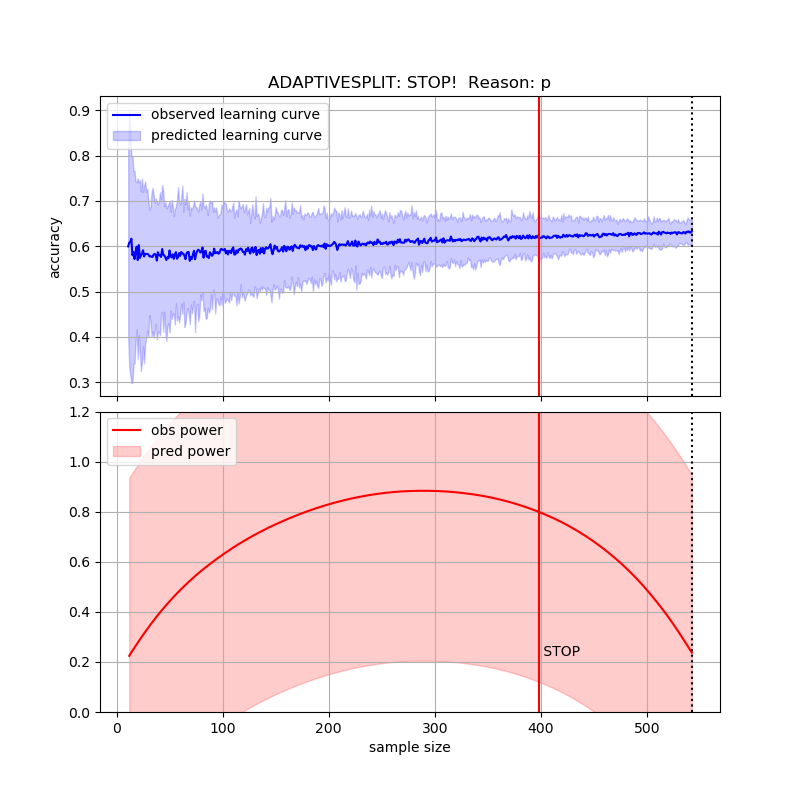 ADAPTIVESPLIT: STOP!  Reason: p
observed learning curve
predicted learning curve
accuracy
0.9
0.8
0.7
0.6
0.5
0.4
0.3
obs power
pred power
1.2
1.0
0.8
0.6
0.4
0.2
0.0
STOP
0 100 200 300 400 500
sample size